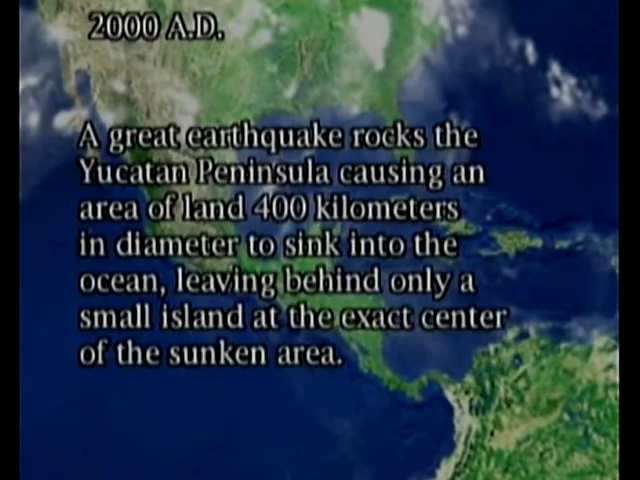 2000 A.D.
A great earthquake rocks the
Yucatan Peninsula causing an
area of land 400 kilometers
in diameter to sink into the
ocean, leaving behind only a
small island at the exact center
of the sunken area.